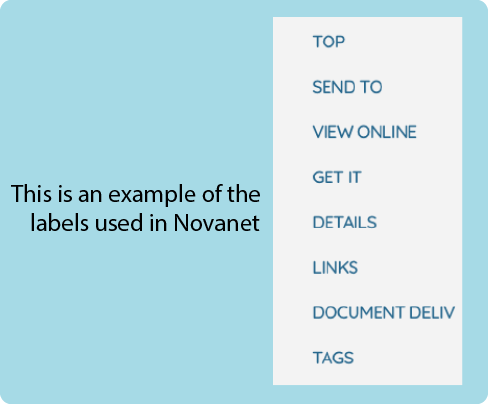 TOP
SEND TO
VIEW ONLINE
GET IT
This is an example of the
labels used in Novanet
DETAILS
LINKS
DOCUMENT DELIV
TAGS